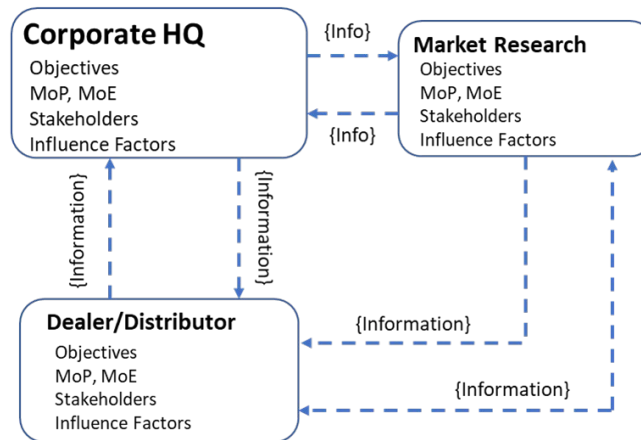 Corporate HQ
Objectives
MoP, MoE
Stakeholders
Influence Factors
{Info}
{Info}
Market Research
Objectives
MoP, MoE
Stakeholders
Influence Factors
{Information}
{Information}
Dealer/Distributor
Objectives
MoP, MoE
Stakeholders
Influence Factors
{Information}
{Information}